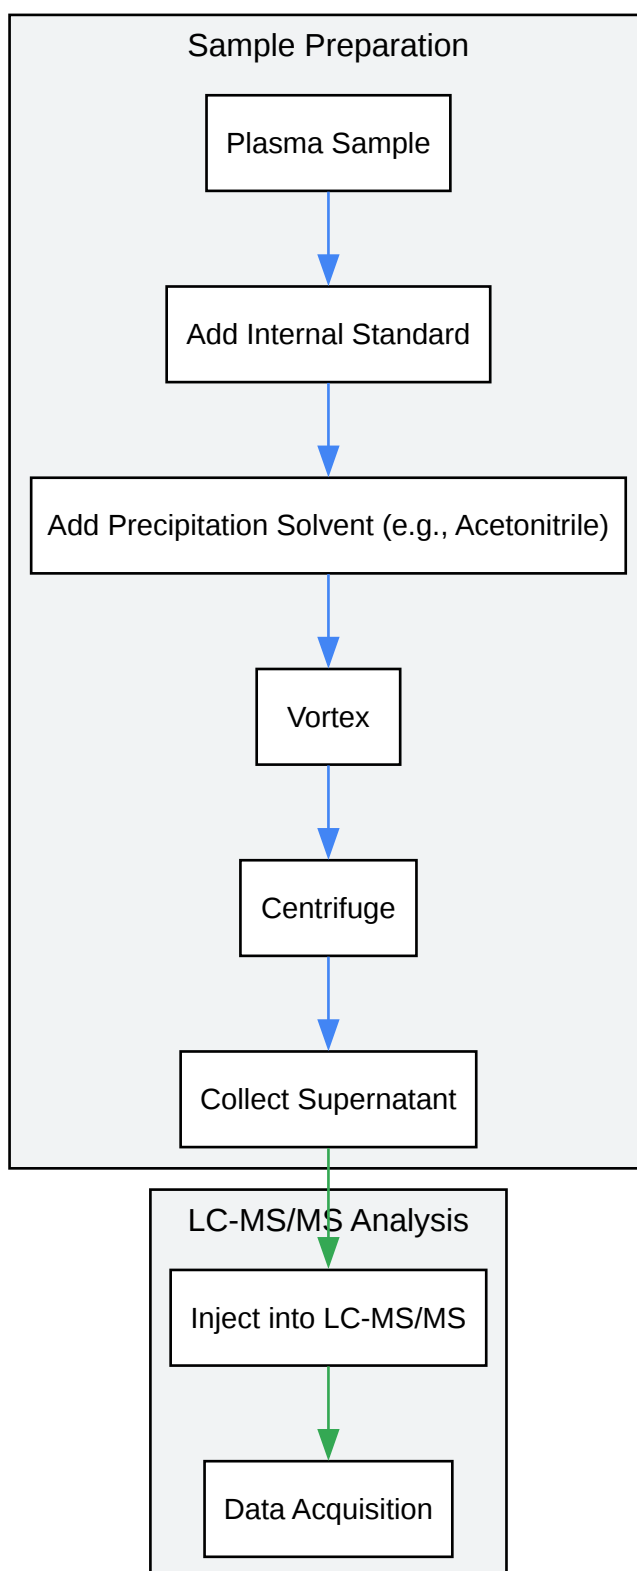 Sample Preparation
Plasma Sample
Add Internal Standard
Add Precipitation Solvent (e.g., Acetonitrile)
Vortex
Centrifuge
Collect Supernatant
LC-MS/MS Analysis
Inject into LC-MS/MS
Data Acquisition